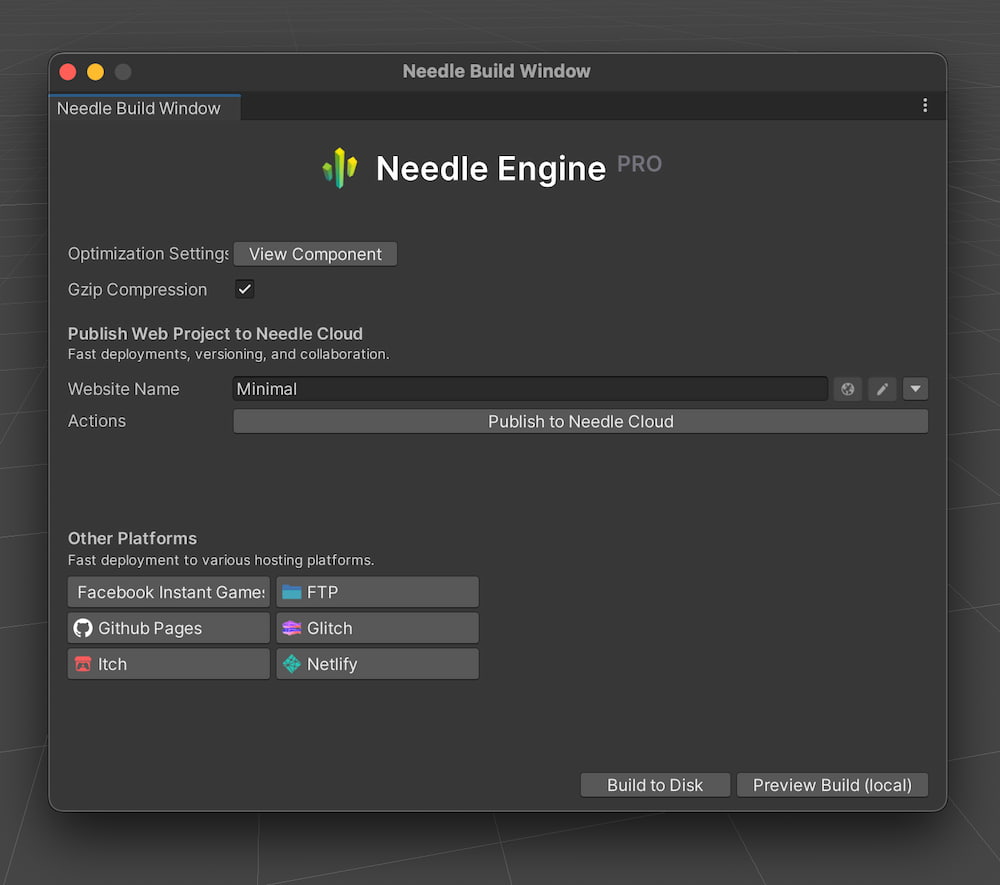 Needle Build Window
Needle Build Window
Needle Engine PRO
Optimization Settings View Component
Gzip Compression
Publish Web Project to Needle Cloud
Fast deployments, versioning, and collaboration.
Website Name Minimal
Actions Publish to Needle Cloud
Other Platforms
Fast deployment to various hosting platforms.
Facebook Instant Games FTP
Github Pages Glitch
Itch Netlify
Build to Disk Preview Build (local)